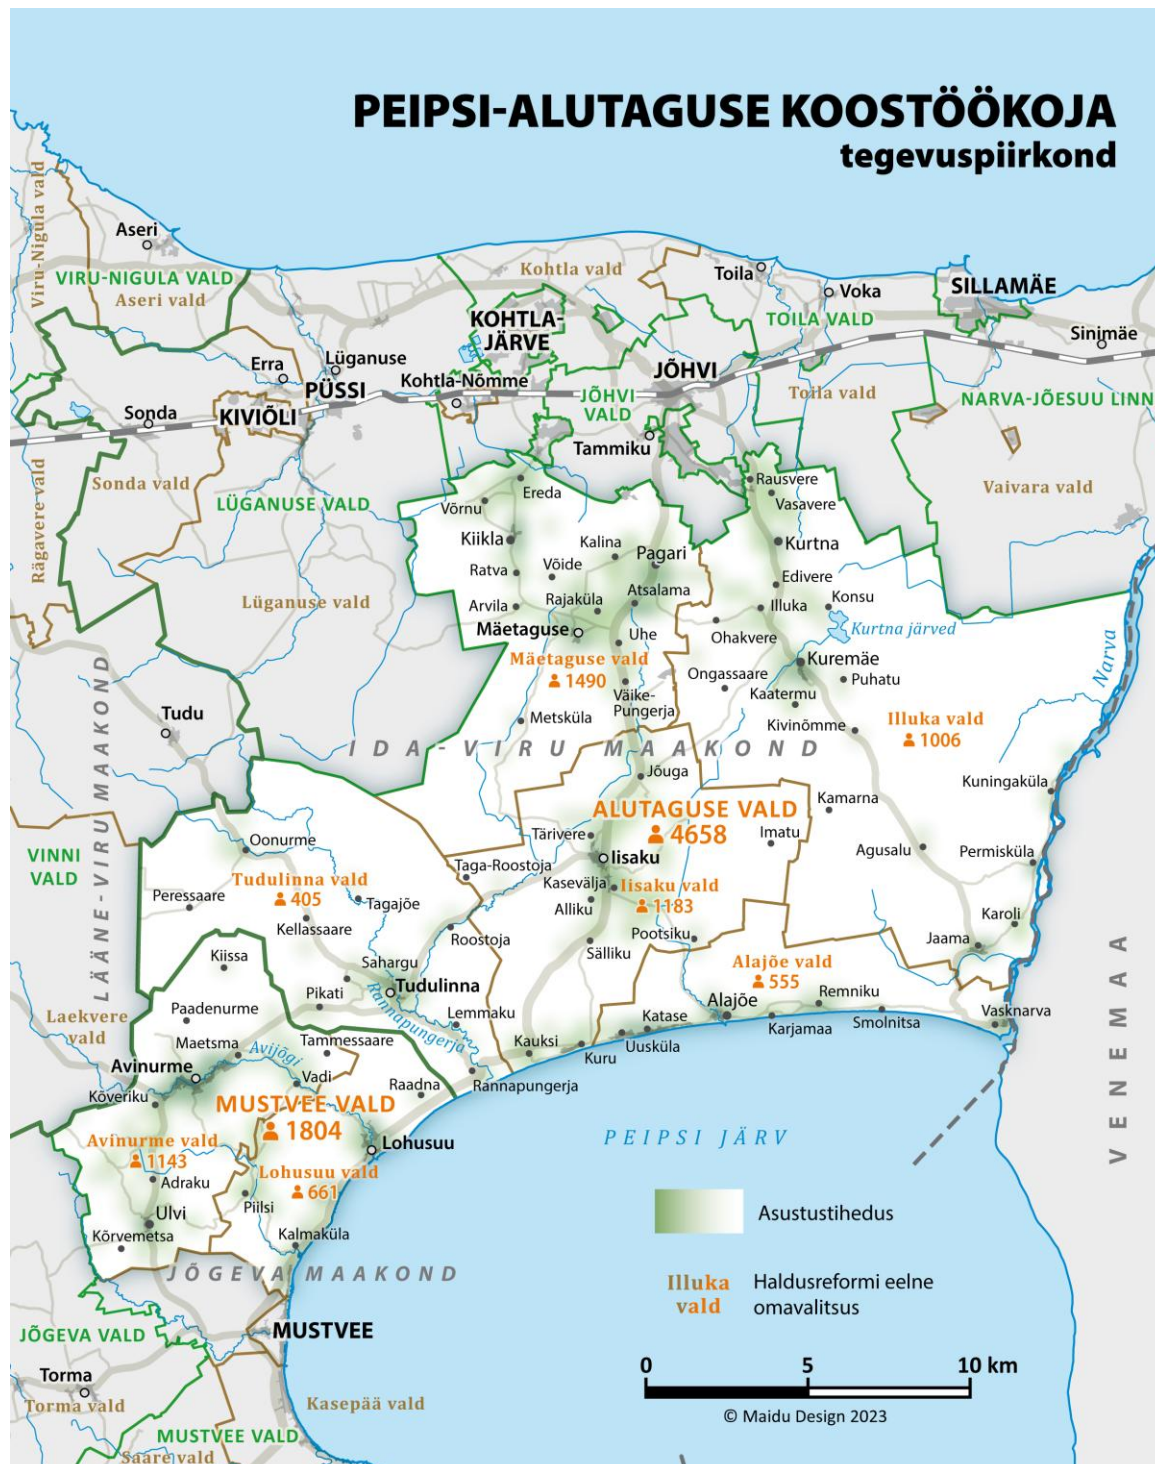 PEIPSI-ALUTAGUSE KOOSTÖÖKOJA
tegevuspiirkond
Viru-Nigula vald
Aseri
VIRU-NIGULA VALD
Aseri vald
Kohtla vald
Toila
Voka
SILLAMÄE
TOILA VALD
Sinimäe
KOHTLA-
JÄRVE
Erra
Lüganuse
PÜSSI
Kohtla-Nõmme
JÕHVI
JÕHVI
VALD
Toila vald
NARVA-JÕESUU LINN
Sonda
KIVIÕLI
Tammiku
Rägavere vald
Sonda vald
LÜGANUSE VALD
Vaivara vald
Ereda
Võrnu
Rausvere
Vasavere
Kiikla
Kalina
Pagari
Kurtna
Ratva
Võide
Edivere
Lüganuse vald
Arvila
Rajaküla
Atsalama
Illuka
Konsu
Mäetaguse
Uhe
Ohakvere
Kurtna järved
Narva
Mäetaguse vald
1490
Ongassaare
Kuremäe
Puhatu
Väike-
Pungerja
Kaatermu
Metsküla
Kivinõmme
Illuka vald
1006
Tudu
LÄÄNE-VIRU MAAKOND
IDA-VIRU MAAKOND
Jõuga
Kuningaküla
ALUTAGUSE VALD
4658
Kamarna
Tärivere
Imatu
Oonurme
VINNI
VALD
Iisaku
Agusalu
Permisküla
Taga-Roostoja
Tudulinna vald
405
Kasevälja
Iisaku vald
1183
Peressaare
Tagajõe
Alliku
Kellassaare
Karoli
Roostoja
Pootsiku
Jaama
Sälliku
Kiissa
Sahargu
Alajõe vald
555
Tudulinna
Pikati
Rannapungerja
Remniku
Paadenurme
Lemmaku
Katase
Alajõe
Vasknarva
Laekvere
vald
Karjamaa
Smolnitsa
Maetsma
Avijõgi
Tammessaare
Kauksi
Kuru
Uusküla
Avinurme
Vadi
Raadna
Rannapungerja
Kõveriku
MUSTVEE VALD
1804
VENEMAA
PEIPSI JÄRV
Avinurme vald
1143
Lohusuu
Lohusuu vald
661
Adraku
Piilsi
Ulvi
Kõrvemetsa
Kalmaküla
Asustustihedus
JÕGEVA MAAKOND
Illuka
vald
Haldusreformi eelne
omavalitsus
JÕGEVA VALD
MUSTVEE
0 5 10 km
Torma
Torma vald
Kasepää vald
© Maidu Design 2023
MUSTVEE VALD
Saare vald